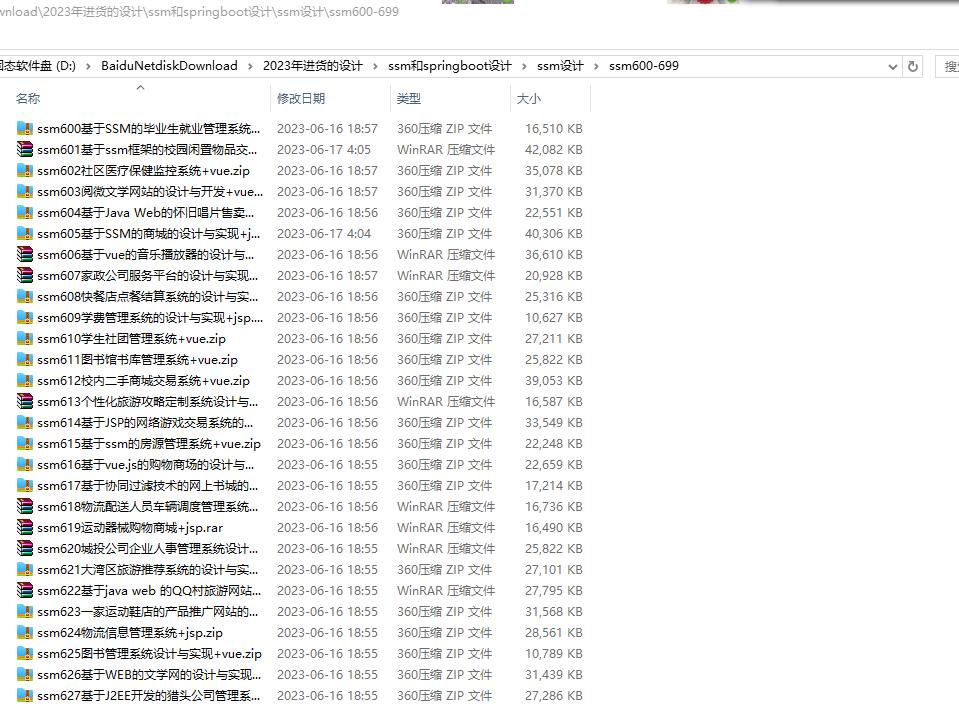 wnload\2023年进货的设计\ssm和springboot设计\ssm设计\ssm600-699
固态软件盘 (D:) > BaiduNetdiskDownload > 2023年进货的设计 > ssm和springboot设计 > ssm设计 > ssm600-699
名称 修改日期 类型 大小
ssm600基于SSM的毕业生就业管理系统... 2023-06-16 18:57 360压缩 ZIP 文件 16,510 KB
ssm601基于ssm框架的校园闲置物品交... 2023-06-17 4:05 WinRAR 压缩文件 42,082 KB
ssm602社区医疗保健监控系统+vue.zip 2023-06-16 18:57 360压缩 ZIP 文件 35,078 KB
ssm603阅微文学网站的设计与开发+vue... 2023-06-16 18:57 360压缩 ZIP 文件 31,370 KB
ssm604基于Java Web的怀旧唱片售卖... 2023-06-16 18:56 360压缩 ZIP 文件 22,551 KB
ssm605基于SSM的商城的设计与实现+j... 2023-06-17 4:04 360压缩 ZIP 文件 40,306 KB
ssm606基于vue的音乐播放器的设计与... 2023-06-16 18:56 WinRAR 压缩文件 36,610 KB
ssm607家政公司服务平台的设计与实现... 2023-06-16 18:57 WinRAR 压缩文件 20,928 KB
ssm608快餐店点餐结算系统的设计与实... 2023-06-16 18:56 360压缩 ZIP 文件 25,316 KB
ssm609学费管理系统的设计与实现+jsp.... 2023-06-16 18:56 360压缩 ZIP 文件 10,627 KB
ssm610学生社团管理系统+vue.zip 2023-06-16 18:56 360压缩 ZIP 文件 27,211 KB
ssm611图书馆书库管理系统+vue.zip 2023-06-16 18:56 360压缩 ZIP 文件 25,822 KB
ssm612校内二手商城交易系统+vue.zip 2023-06-16 18:56 360压缩 ZIP 文件 39,053 KB
ssm613个性化旅游攻略定制系统设计与... 2023-06-16 18:56 WinRAR 压缩文件 16,587 KB
ssm614基于JSP的网络游戏交易系统的... 2023-06-16 18:56 360压缩 ZIP 文件 33,549 KB
ssm615基于ssm的房源管理系统+vue.zip 2023-06-16 18:56 360压缩 ZIP 文件 22,248 KB
ssm616基于vue.js的购物商场的设计与... 2023-06-16 18:55 360压缩 ZIP 文件 22,659 KB
ssm617基于协同过滤技术的网上书城的... 2023-06-16 18:55 360压缩 ZIP 文件 17,214 KB
ssm618物流配送人员车辆调度管理系统... 2023-06-16 18:56 WinRAR 压缩文件 16,736 KB
ssm619运动器械购物商城+jsp.rar 2023-06-16 18:56 WinRAR 压缩文件 16,490 KB
ssm620城投公司企业人事管理系统设计... 2023-06-16 18:55 WinRAR 压缩文件 25,822 KB
ssm621大湾区旅游推荐系统的设计与实... 2023-06-16 18:55 360压缩 ZIP 文件 27,101 KB
ssm622基于java web 的QQ村旅游网站... 2023-06-16 18:55 WinRAR 压缩文件 27,795 KB
ssm623一家运动鞋店的产品推广网站的... 2023-06-16 18:55 360压缩 ZIP 文件 31,568 KB
ssm624物流信息管理系统+jsp.zip 2023-06-16 18:55 360压缩 ZIP 文件 28,561 KB
ssm625图书管理系统设计与实现+vue.zip 2023-06-16 18:55 360压缩 ZIP 文件 10,789 KB
ssm626基于WEB的文学网的设计与实现... 2023-06-16 18:55 360压缩 ZIP 文件 31,439 KB
ssm627基于J2EE开发的猎头公司管理系... 2023-06-16 18:55 360压缩 ZIP 文件 27,286 KB